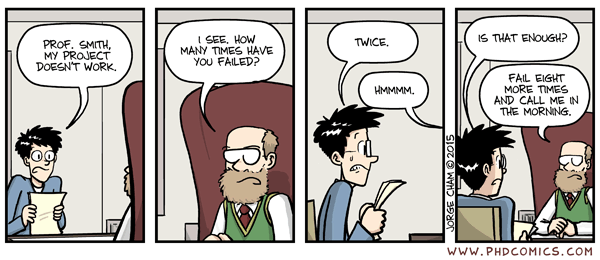 PROF. SMITH,
MY PROJECT
DOESN'T WORK.
I SEE. HOW
MANY TIMES HAVE
YOU FAILED?
TWICE.
HMMMM.
JORGE CHAM © 2015
IS THAT ENOUGH?
FAIL EIGHT
MORE TIMES
AND CALL ME IN
THE MORNING.
WWW.PHDCOMICS.COM